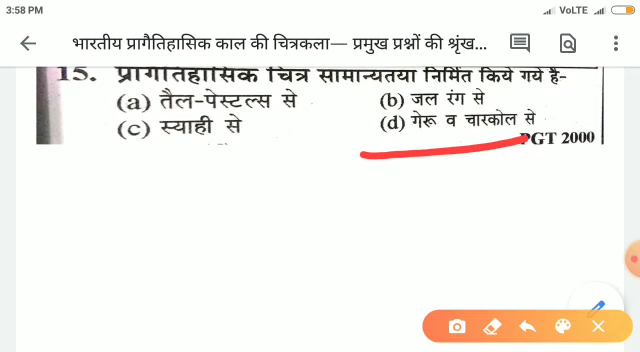 3:58 PM VoLTE
भारतीय प्रागैतिहासिक काल की चित्रकला— प्रमुख प्रश्नों की श्रृंख...
15. प्रागैतिहासिक चित्र सामान्यतया निर्मित किये गये हैं-
(a) तैल-पेस्टल्स से (b) जल रंग से
(c) स्याही से (d) गेरू व चारकोल से
PGT 2000